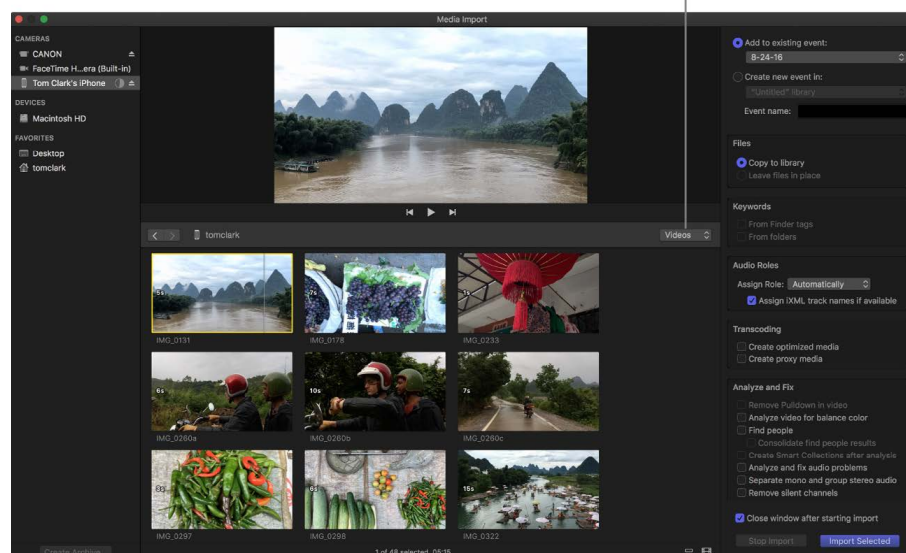 Media Import
CAMERAS
CANON
FaceTime H...era (Built-in)
Tom Clark's iPhone
DEVICES
Macintosh HD
FAVORITES
Desktop
tomclark
tomclark
Videos
5s
7s
1s
IMG_0131
IMG_0178
IMG_0233
6s
10s
7s
IMG_0260a
IMG_0260b
IMG_0260c
6s
15s
IMG_0297
IMG_0298
IMG_0322
Create Archive
1 of 48 selected, 05:15
Add to existing event:
8-24-16
Create new event in:
"Untitled" library
Event name:
Files
Copy to library
Leave files in place
Keywords
From Finder tags
From folders
Audio Roles
Assign Role: Automatically
Assign iXML track names if available
Transcoding
Create optimized media
Create proxy media
Analyze and Fix
Remove Pulldown in video
Analyze video for balance color
Find people
Consolidate find people results
Create Smart Collections after analysis
Analyze and fix audio problems
Separate mono and group stereo audio
Remove silent channels
Close window after starting import
Stop Import
Import Selected